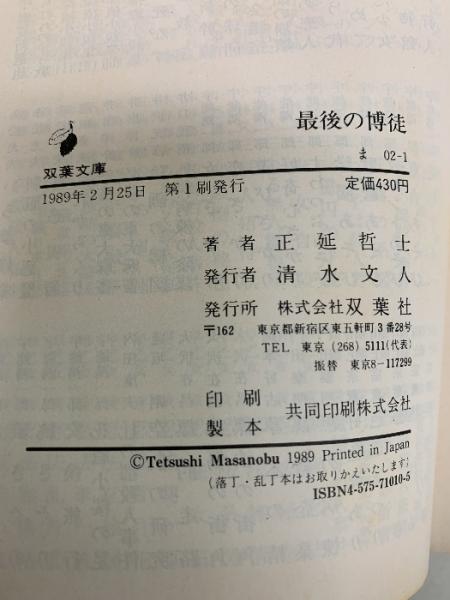 最後の博徒
ま 02-1
双葉文庫
1989年2月25日 第1刷発行 定価430円
著者 正延哲士
発行者 清水文人
発行所 株式会社双葉社
〒162 東京都新宿区東五軒町3番28号
TEL 東京 (268) 5111(代表)
振替 東京8-117299
印刷
製本 共同印刷株式会社
©Tetsushi Masanobu 1989 Printed in Japan
(落丁・乱丁本はお取りかえいたします)
ISBN4-575-71010-5